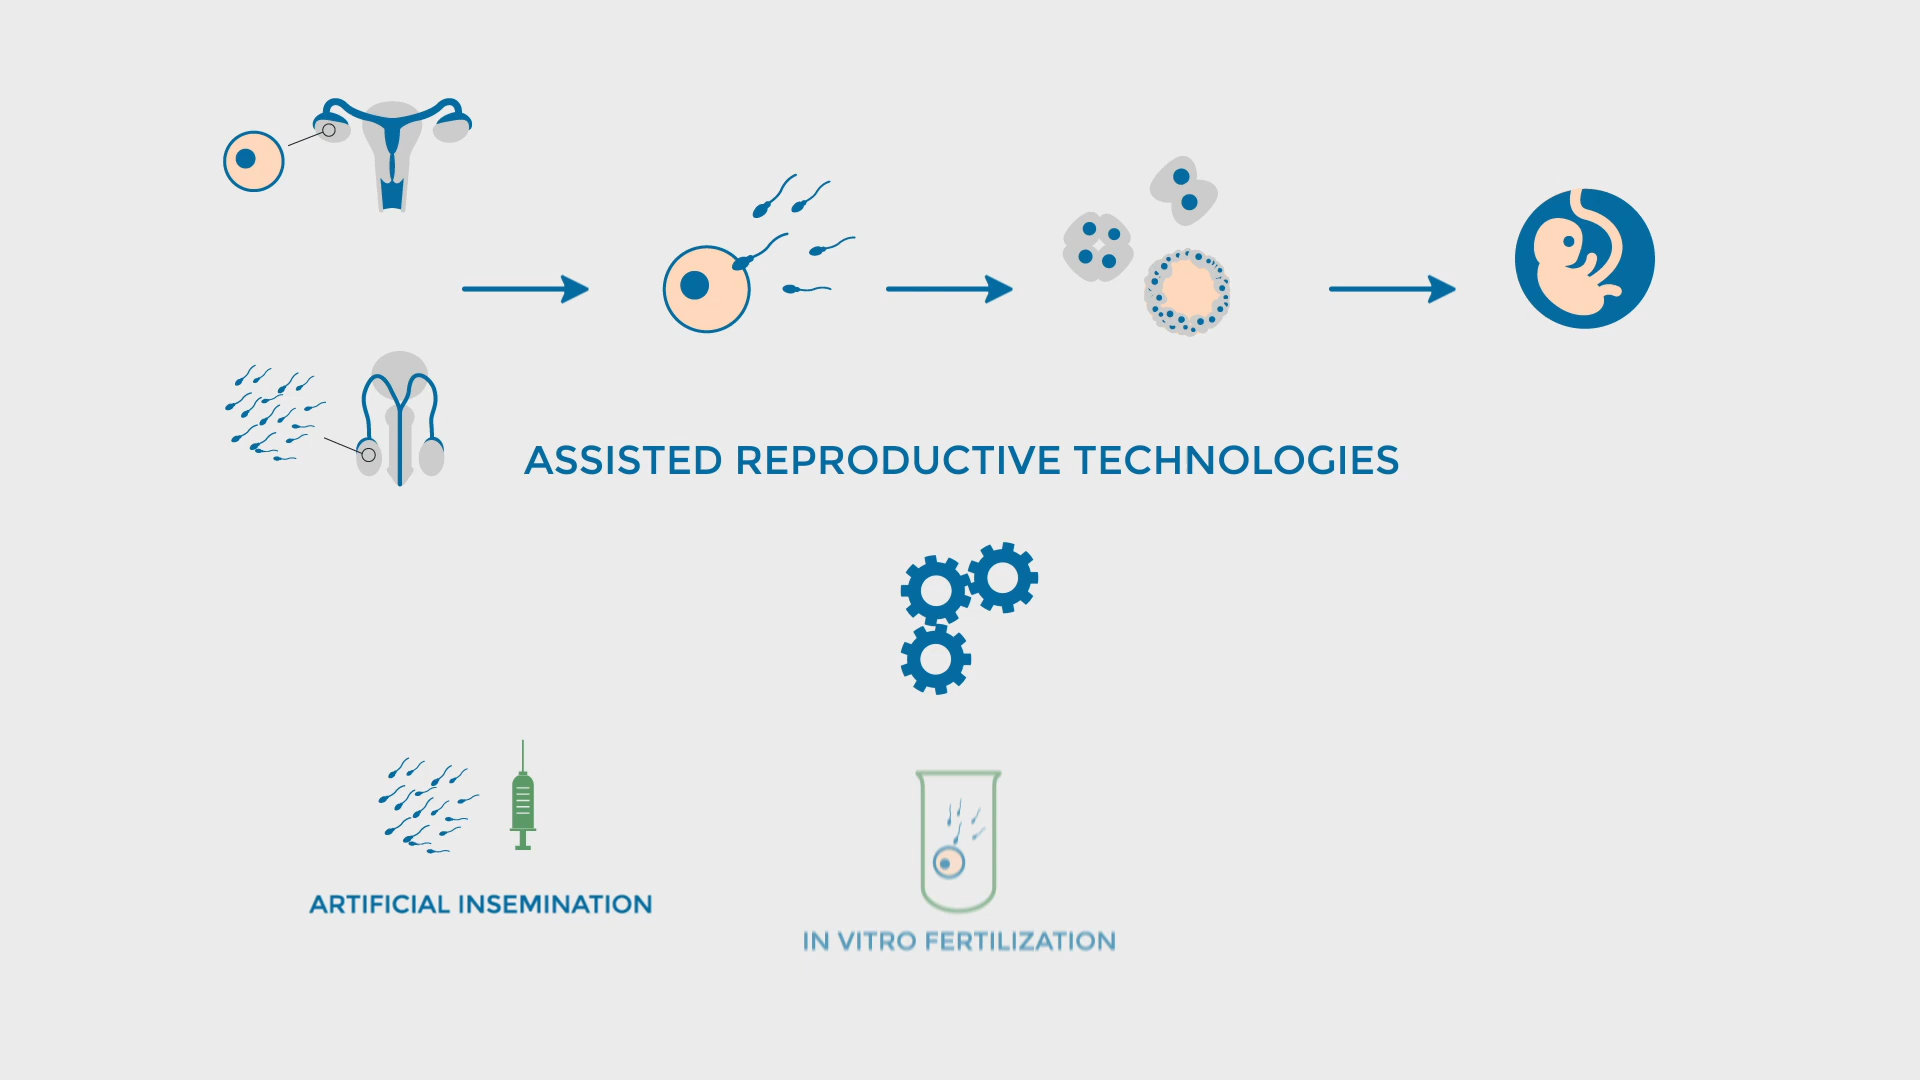 ASSISTED REPRODUCTIVE TECHNOLOGIES
ARTIFICIAL INSEMINATION
IN VITRO FERTILIZATION